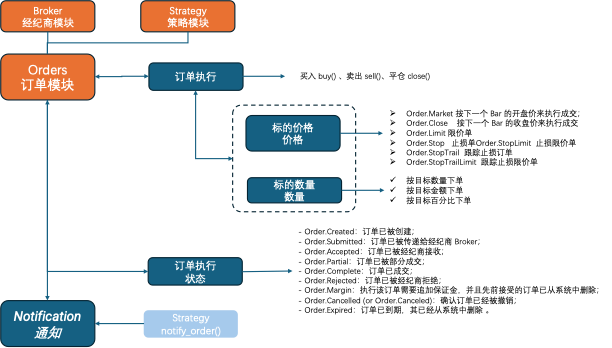 Broker
经纪商模块
Strategy
策略模块
Orders
订单模块
订单执行
买入 buy() 、卖出 sell()、平仓 close()
标的价格
价格
➢ Order.Market 按下一个 Bar 的开盘价来执行成交;
➢ Order.Close 按下一个 Bar 的收盘价来执行成交
➢ Order.Limit 限价单
➢ Order.Stop 止损单Order.StopLimit 止损限价单
➢ Order.StopTrail 跟踪止损订单
➢ Order.StopTrailLimit 跟踪止损限价单
标的数量
数量
✓ 按目标数量下单
✓ 按目标金额下单
✓ 按目标百分比下单
订单执行
状态
- Order.Created：订单已被创建;
- Order.Submitted：订单已被传递给经纪商 Broker;
- Order.Accepted：订单已被经纪商接收;
- Order.Partial：订单已被部分成交;
- Order.Complete：订单已成交;
- Order.Rejected：订单已被经纪商拒绝;
- Order.Margin：执行该订单需要追加保证金，并且先前接受的订单已从系统中删除;
- Order.Cancelled (or Order.Canceled)：确认订单已经被撤销;
- Order.Expired：订单已到期，其已经从系统中删除 。
Notification
通知
Strategy
notify_order()